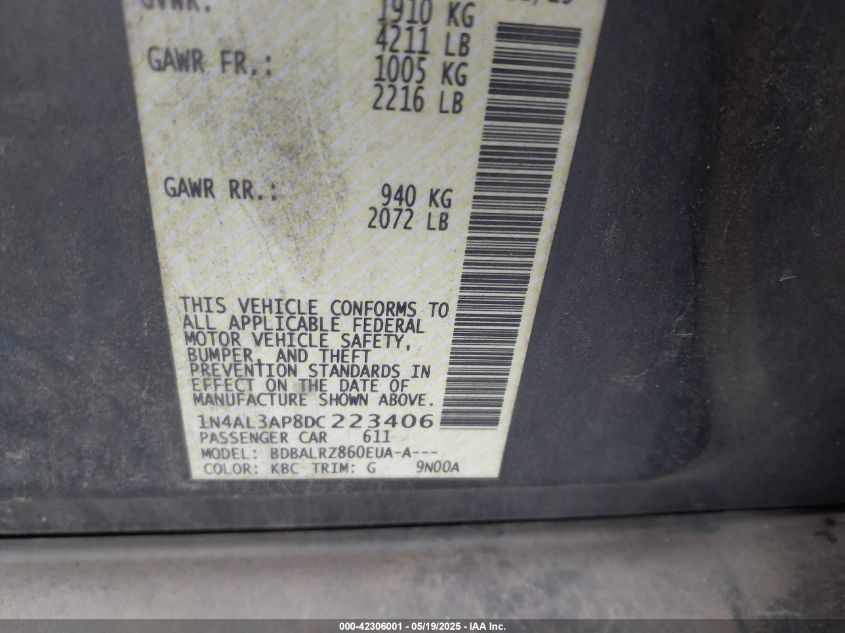 GVWR: 1910 KG
4211 LB
GAWR FR.: 1005 KG
2216 LB
GAWR RR.: 940 KG
2072 LB
THIS VEHICLE CONFORMS TO
ALL APPLICABLE FEDERAL
MOTOR VEHICLE SAFETY,
BUMPER, AND THEFT
PREVENTION STANDARDS IN
EFFECT ON THE DATE OF
MANUFACTURE SHOWN ABOVE.
1N4AL3AP8DC223406
PASSENGER CAR 611
MODEL: BDBALRZ860EUA-A---
COLOR: KBC TRIM: G 9N00A
000-42306001 - 05/19/2025 - IAA Inc.